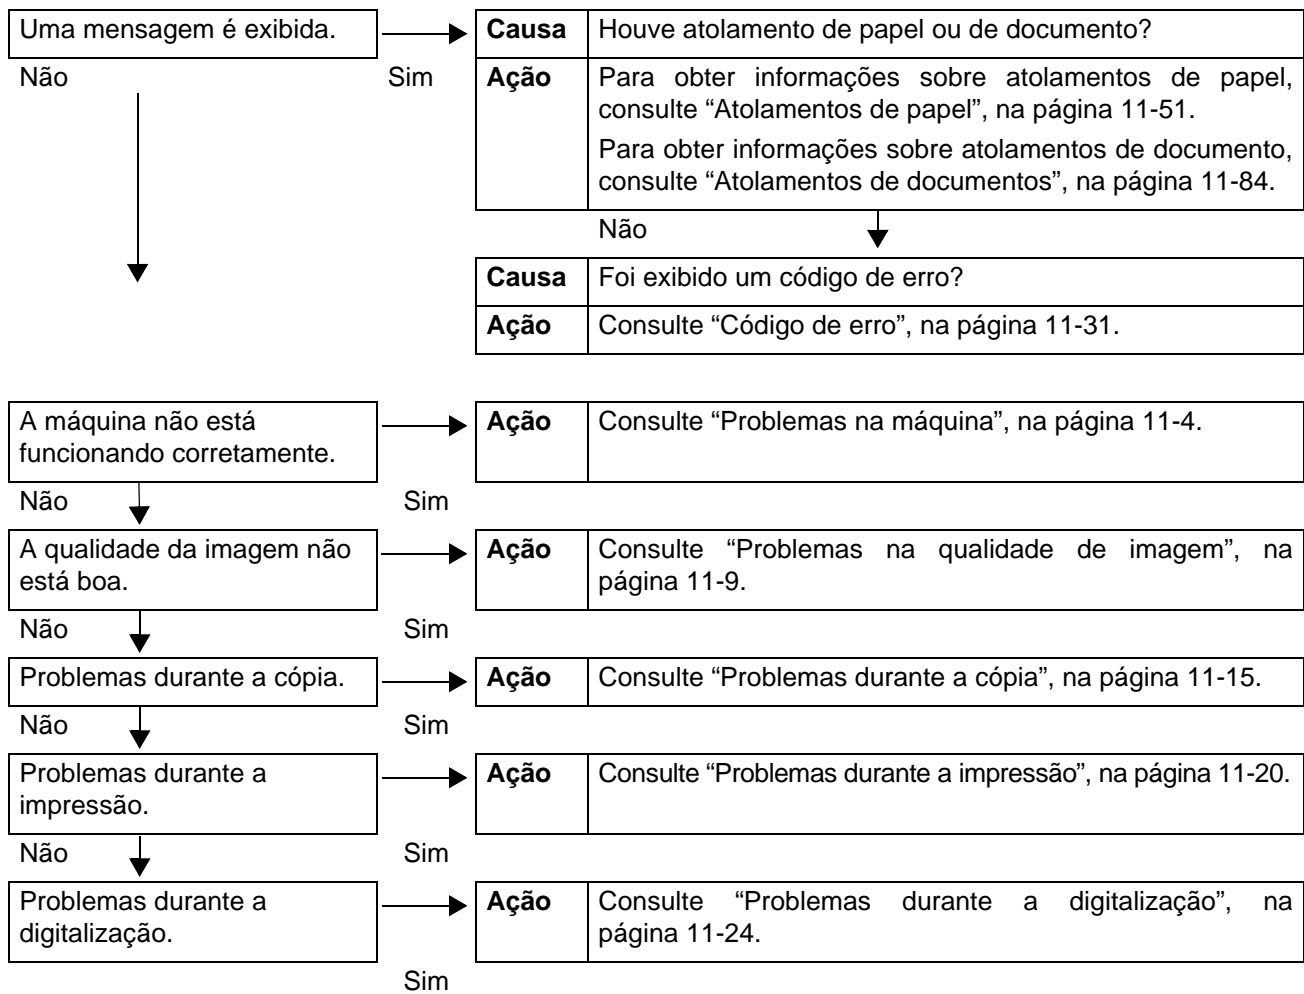 Uma mensagem é exibida.
Causa Houve atolamento de papel ou de documento?
Não Sim
Ação Para obter informações sobre atolamentos de papel,
consulte “Atolamentos de papel”, na página 11-51.
Para obter informações sobre atolamentos de documento,
consulte “Atolamentos de documentos”, na página 11-84.
Não
Causa Foi exibido um código de erro?
Ação Consulte “Código de erro”, na página 11-31.
A máquina não está
funcionando corretamente.
Ação Consulte “Problemas na máquina”, na página 11-4.
Não Sim
A qualidade da imagem não
está boa.
Ação Consulte “Problemas na qualidade de imagem”, na
página 11-9.
Não Sim
Problemas durante a cópia.
Ação Consulte “Problemas durante a cópia”, na página 11-15.
Não Sim
Problemas durante a
impressão.
Ação Consulte “Problemas durante a impressão”, na página 11-20.
Não Sim
Problemas durante a
digitalização.
Ação Consulte “Problemas durante a digitalização”, na
página 11-24.
Sim